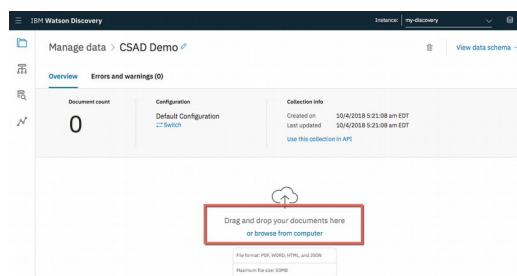 IBM Watson Discovery
Instance: my-discovery
Manage data > CSAD Demo
View data schema
Overview Errors and warnings (0)
Document count
0
Configuration
Default Configuration
Switch
Collection info
Created on 10/4/2018 5:21:08 am EDT
Last updated 10/4/2018 5:21:08 am EDT
Use this collection in API
Drag and drop your documents here
or browse from computer
File format: PDF, WORD, HTML, and JSON
Maximum file size: 50MB